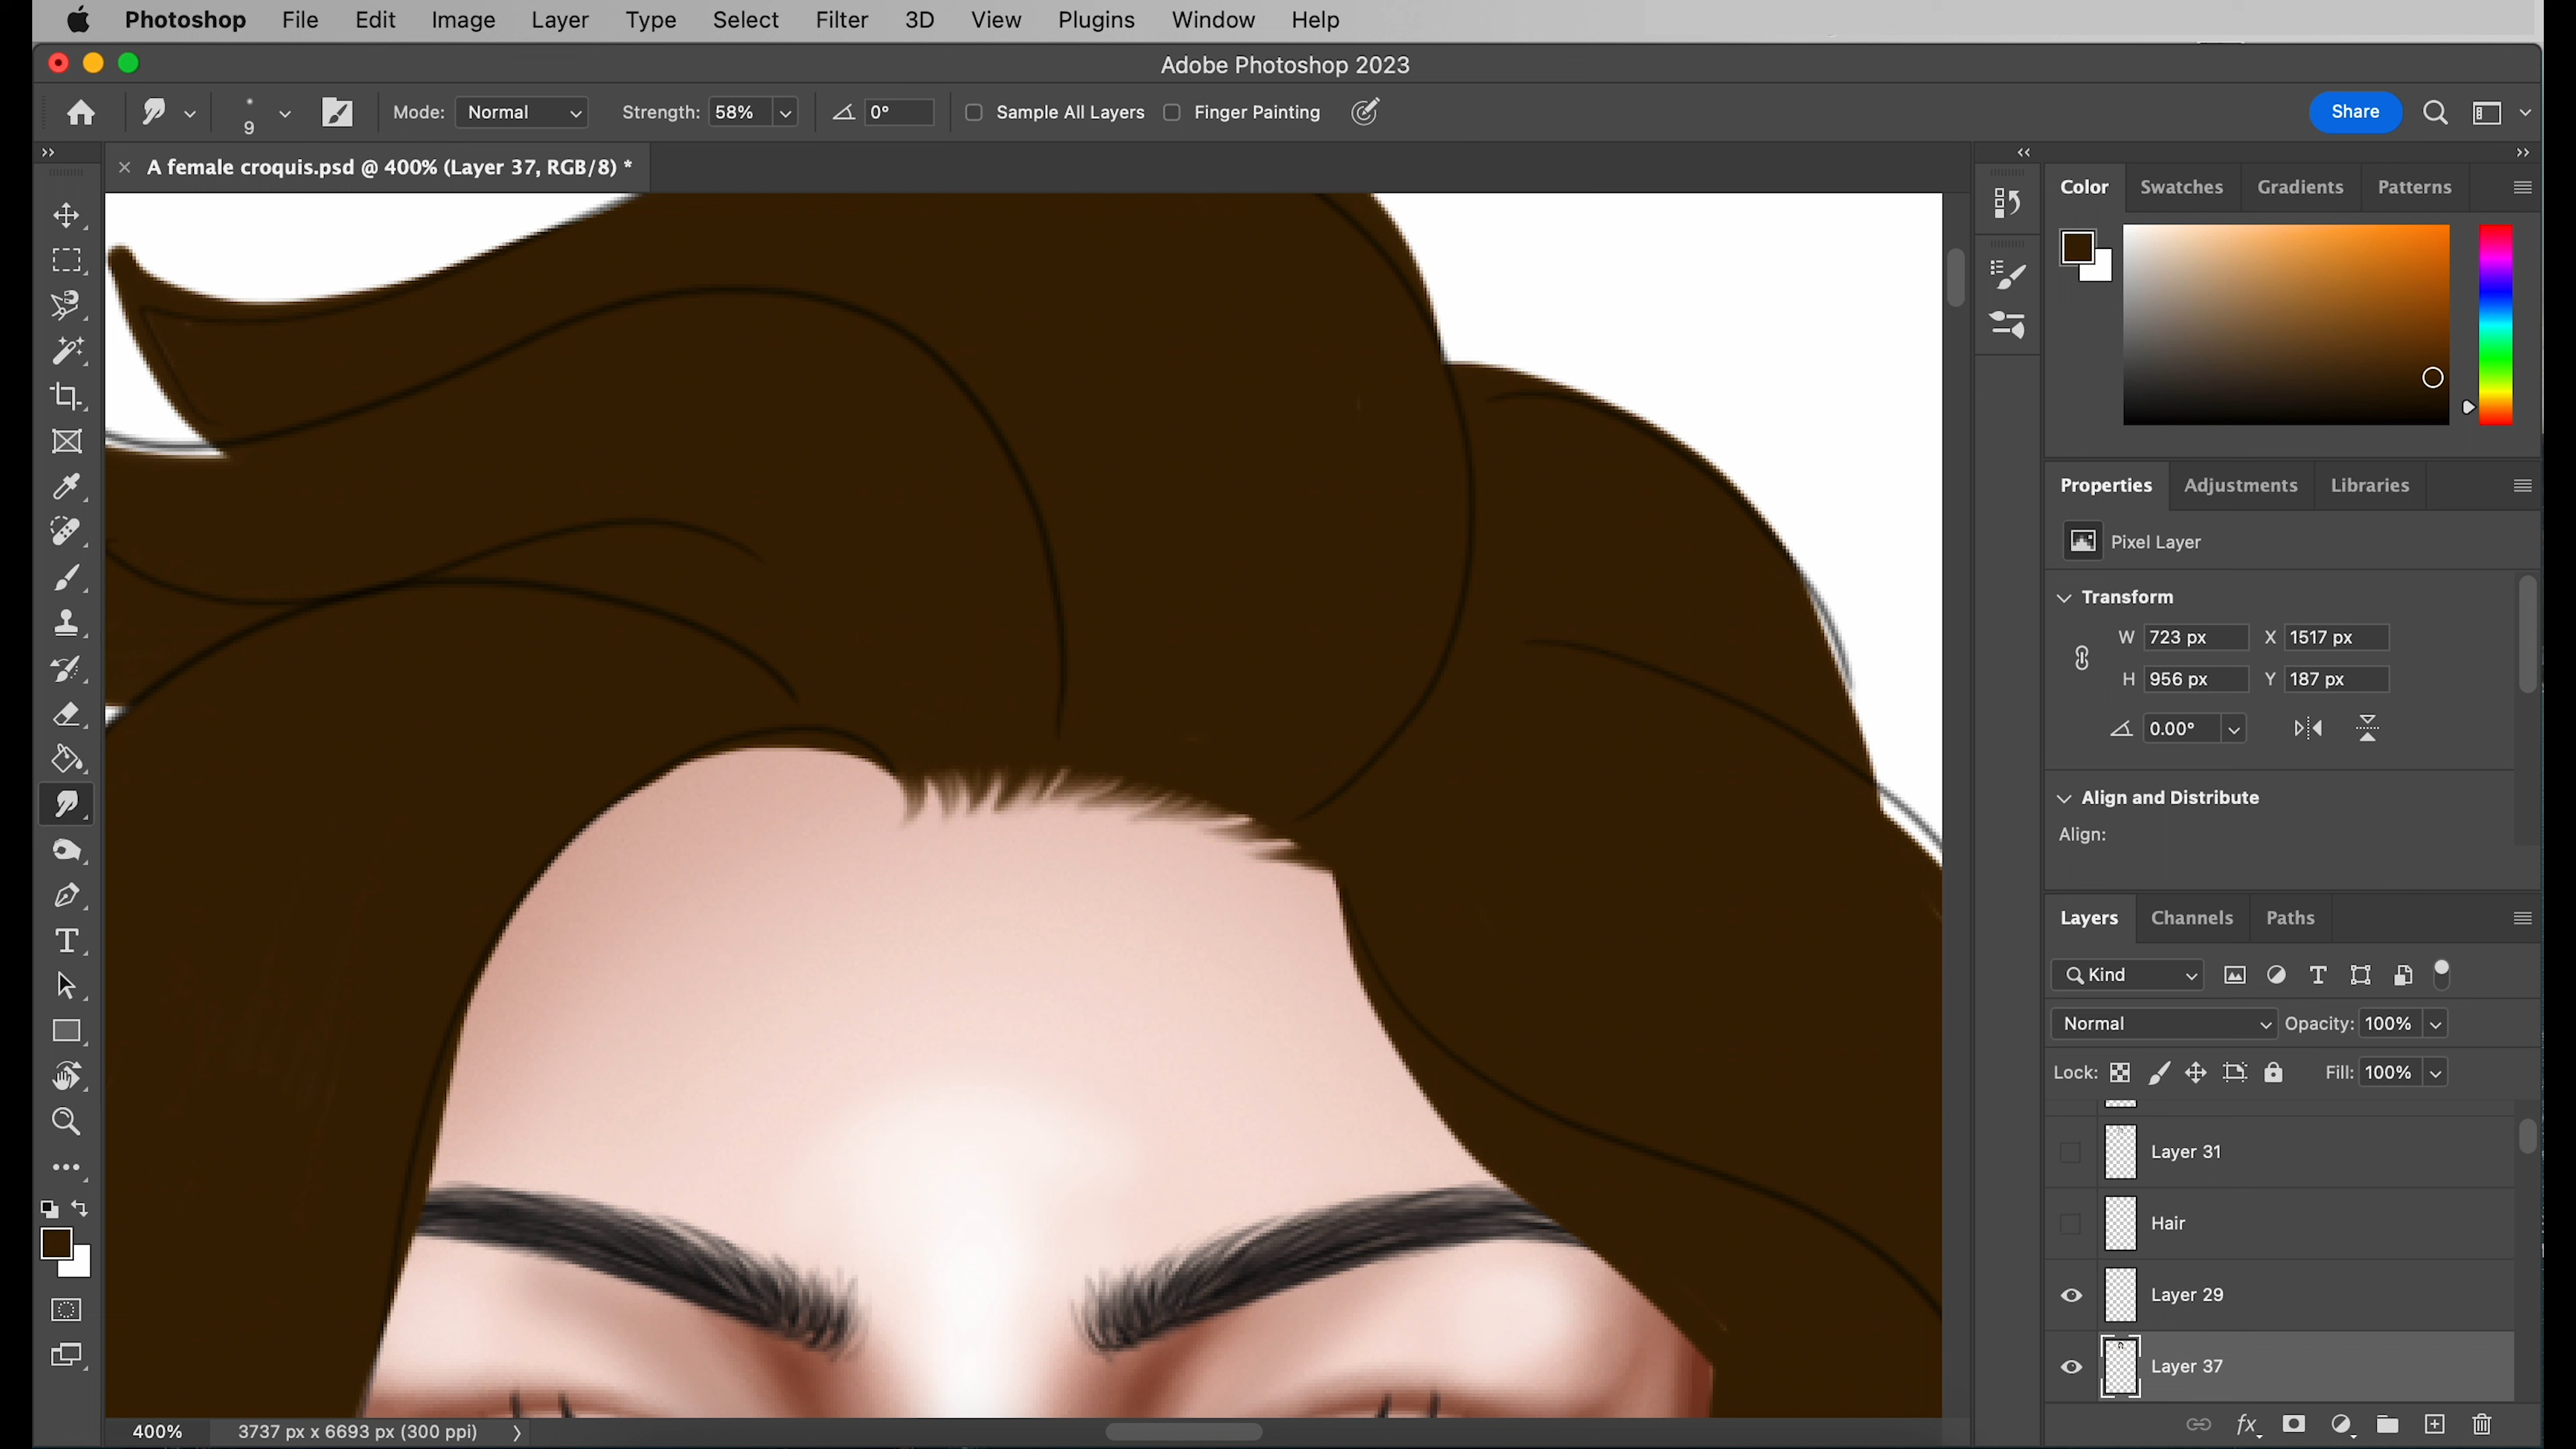 Photoshop File Edit Image Layer Type Select Filter 3D View Plugins Window Help
Adobe Photoshop 2023
9 Mode: Normal Strength: 58% 0° Sample All Layers Finger Painting Share
A female croquis.psd @ 400% (Layer 37, RGB/8) *
Color Swatches Gradients Patterns
Properties Adjustments Libraries
Pixel Layer
Transform
W 723 px X 1517 px
H 956 px Y 187 px
0.00°
Align and Distribute
Align:
Layers Channels Paths
Kind
Normal Opacity: 100%
Lock: Fill: 100%
Layer 31
Hair
Layer 29
Layer 37
400% 3737 px x 6693 px (300 ppi)